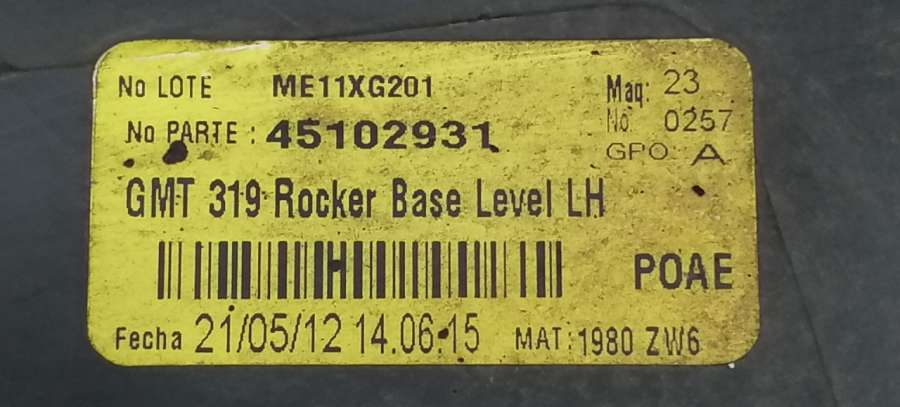 No LOTE ME11XG201 Maq: 23
No PARTE : 45102931 No. 0257
GPO: A
GMT 319 Rocker Base Level LH
POAE
Fecha 21/05/12 14.06.15 MAT: 1980 ZW6